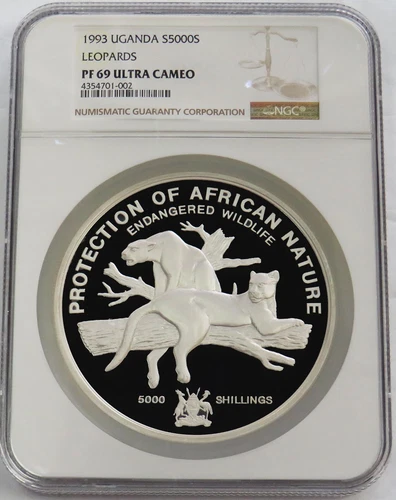 1993 UGANDA S5000S
LEOPARDS
PF 69 ULTRA CAMEO
4354701-002
NUMISMATIC GUARANTY CORPORATION
NGC®
PROTECTION OF AFRICAN NATURE
ENDANGERED WILDLIFE
5000 SHILLINGS